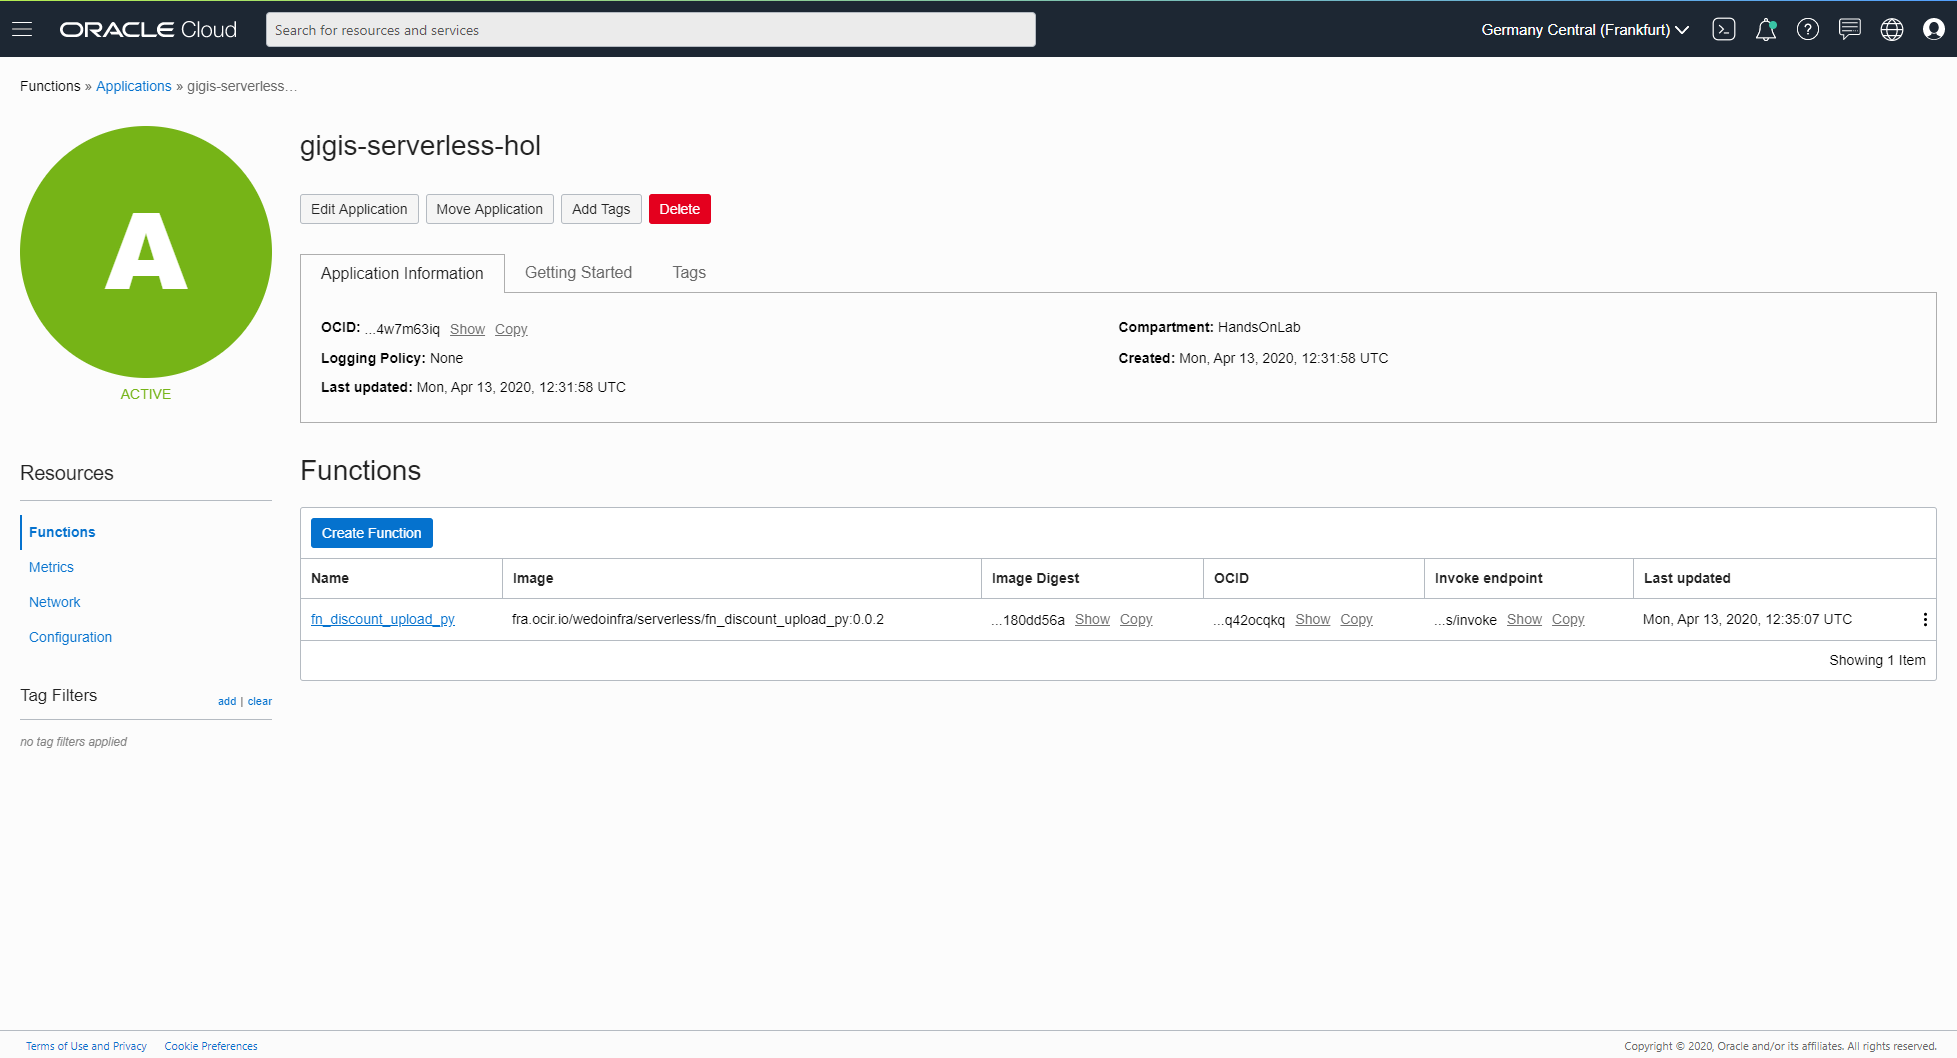 ORACLE Cloud
Search for resources and services
Germany Central (Frankfurt)
Functions » Applications » gigis-serverless...
A
ACTIVE
gigis-serverless-hol
Edit Application Move Application Add Tags Delete
Application Information Getting Started Tags
OCID: ...4w7m63iq Show Copy
Compartment: HandsOnLab
Logging Policy: None
Created: Mon, Apr 13, 2020, 12:31:58 UTC
Last updated: Mon, Apr 13, 2020, 12:31:58 UTC
Resources
Functions
Metrics
Network
Configuration
Tag Filters add | clear
no tag filters applied
Functions
Create Function
Name Image Image Digest OCID Invoke endpoint Last updated
fn_discount_upload_py fra.ocir.io/wedoinfra/serverless/fn_discount_upload_py:0.0.2 ...180dd56a Show Copy ...q42ocqkq Show Copy ...s/invoke Show Copy Mon, Apr 13, 2020, 12:35:07 UTC
Showing 1 Item
Terms of Use and Privacy Cookie Preferences
Copyright © 2020, Oracle and/or its affiliates. All rights reserved.